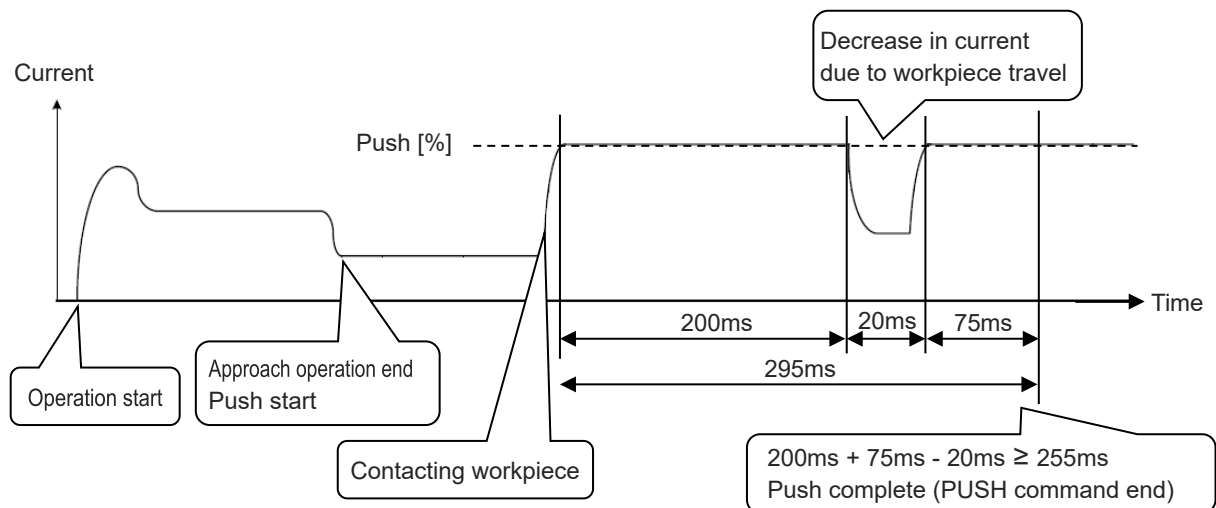 Decrease in current
due to workpiece travel
Current
Push [%]
Time
200ms
20ms
75ms
295ms
Operation start
Approach operation end
Push start
Contacting workpiece
200ms + 75ms - 20ms ≥ 255ms
Push complete (PUSH command end)